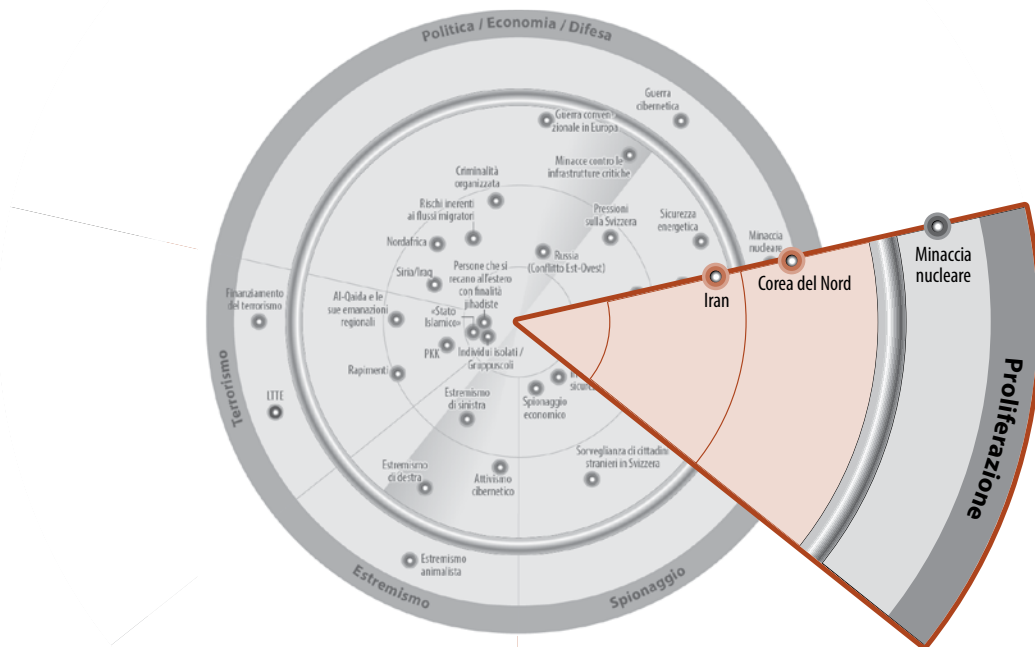 Politica / Economia / Difesa
Guerra
cibernetica
Guerra conven
zionale in Europa
Minacce contro le
infrastrutture critiche
Criminalità
organizzata
Rischi inerenti
ai flussi migratori
Pressioni
sulla Svizzera
Sicurezza
energetica
Nordafrica
Russia
(Conflitto Est-Ovest)
Minaccia
nucleare
Minaccia
nucleare
Siria/Iraq
Persone che si
recano all'estero
con finalità
jihadiste
Iran
Corea del Nord
Finanziamento
del terrorismo
Al-Qaida e le
sue emanazioni
regionali
«Stato
Islamico»
PKK
Individui isolati /
Gruppuscoli
Rapimenti
Terrorismo
LTTE
Estremismo
di sinistra
Spionaggio
economico
Proliferazione
Estremismo
di destra
Attivismo
cibernetico
Sorveglianza di cittadini
stranieri in Svizzera
Estremismo
animalista
Estremismo
Spionaggio